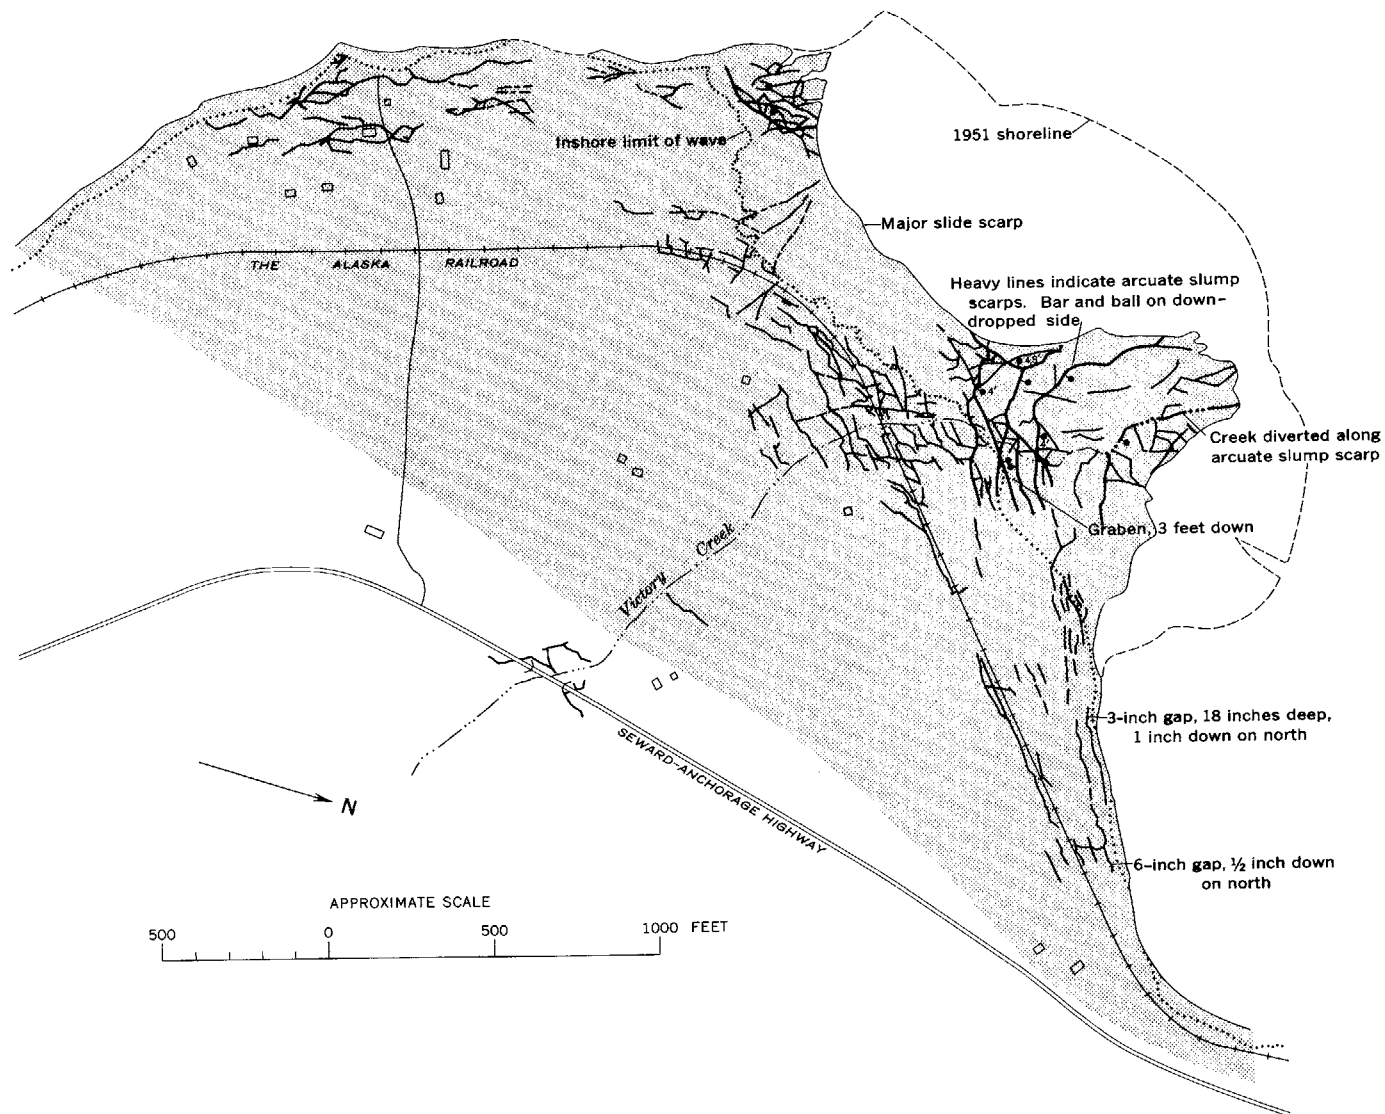 1951 shoreline
Inshore limit of wave
Major slide scarp
THE ALASKA RAILROAD
Heavy lines indicate arcuate slump
scarps. Bar and ball on down-
dropped side
Creek diverted along
arcuate slump scarp
Graben, 3 feet down
Victory Creek
3-inch gap, 18 inches deep,
1 inch down on north
SEWARD-ANCHORAGE HIGHWAY
N
6-inch gap, ½ inch down
on north
APPROXIMATE SCALE
500 0 500 1000 FEET